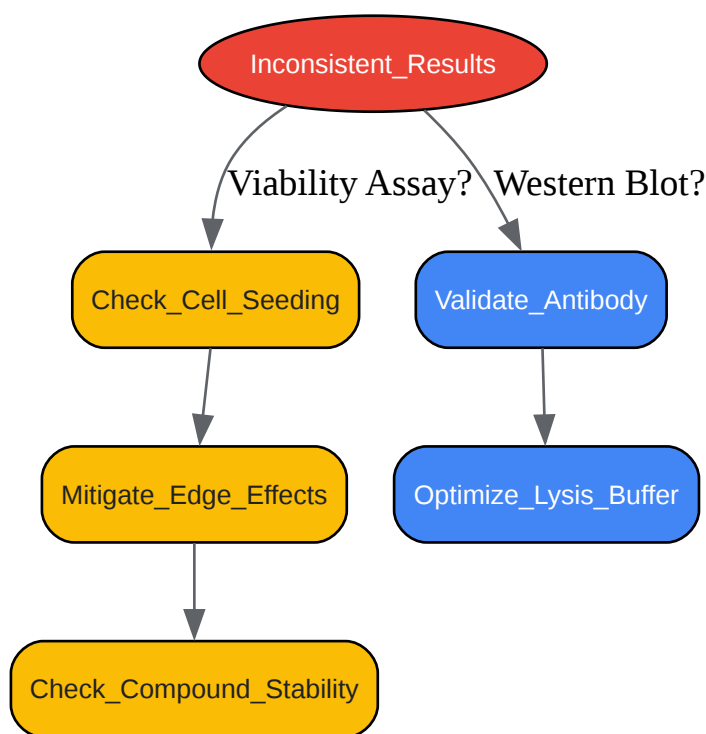 Inconsistent_Results
Viability Assay?
Western Blot?
Check_Cell_Seeding
Validate_Antibody
Mitigate_Edge_Effects
Optimize_Lysis_Buffer
Check_Compound_Stability